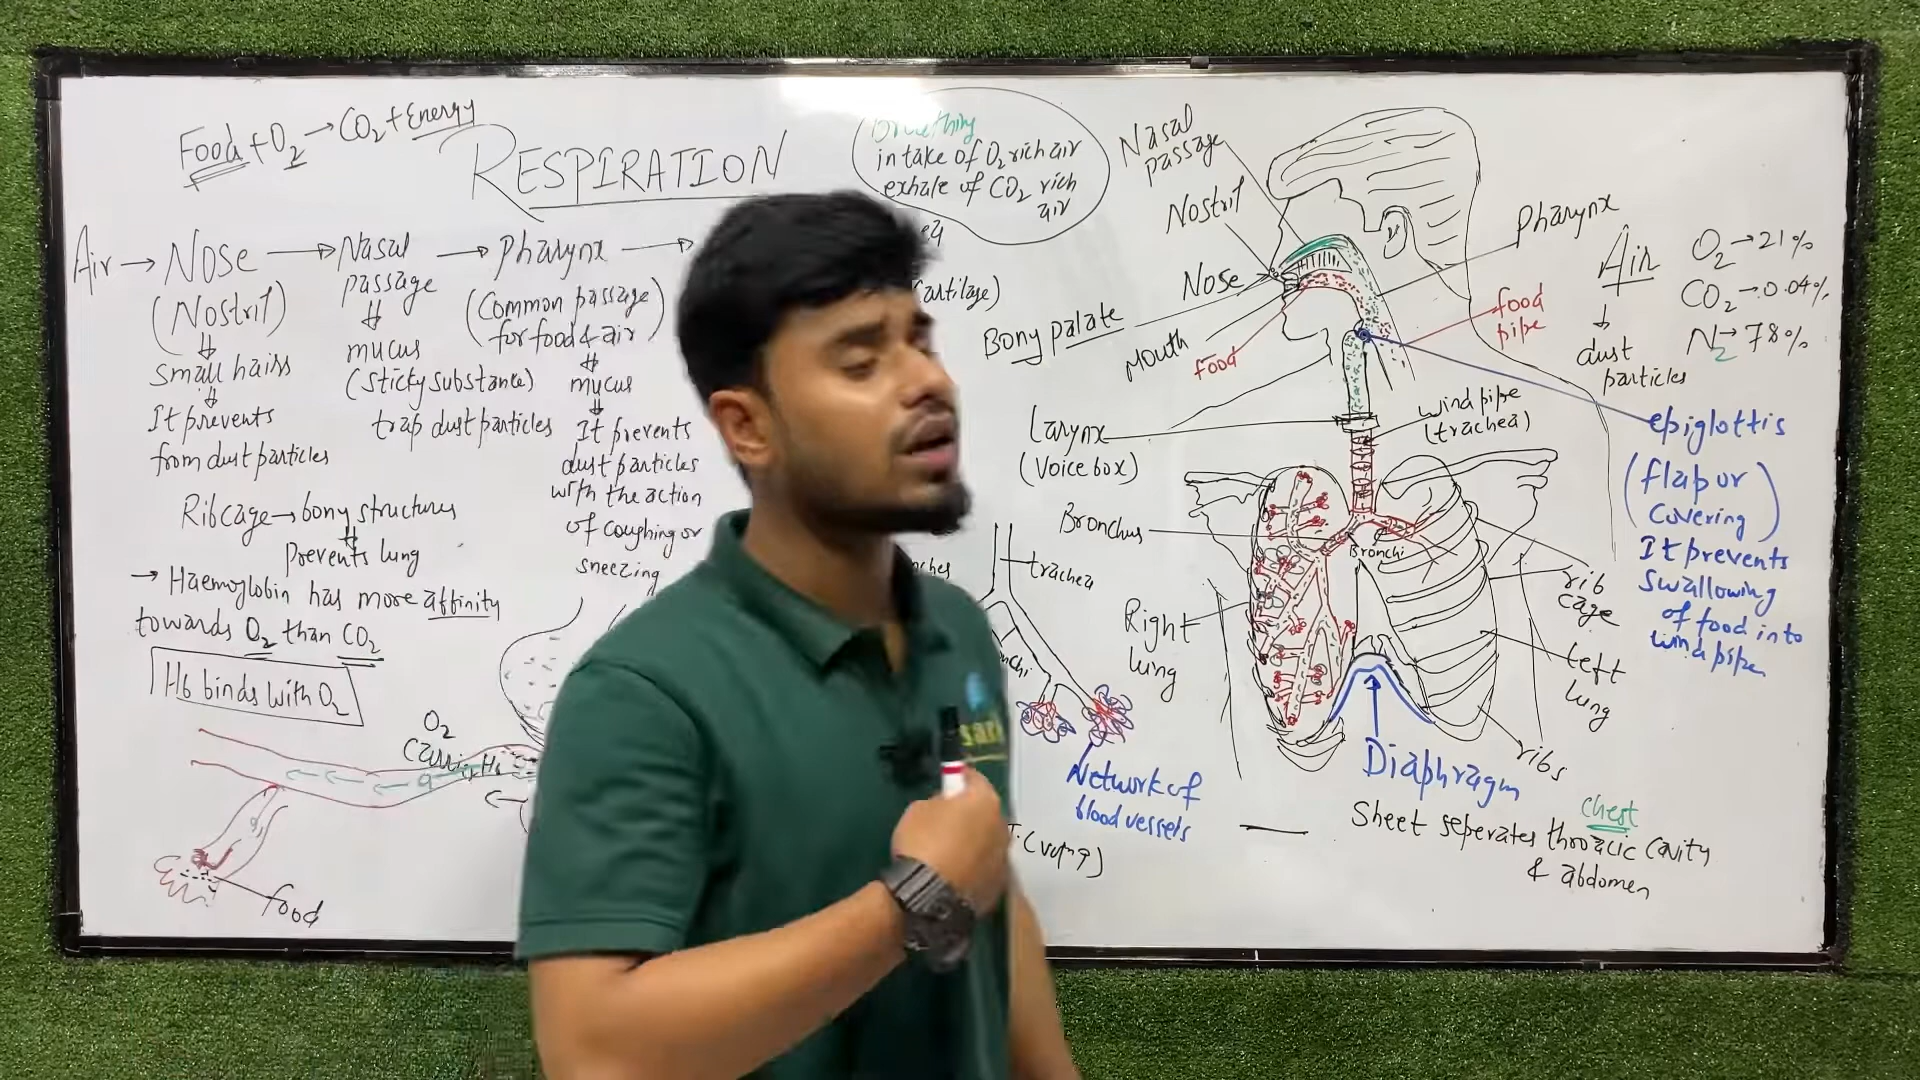 Food + O2 → CO2 + Energy
RESPIRATION
Breathing
intake of O2 rich air
exhale of CO2 rich
air
Air → Nose → Nasal
passage
→ Pharynx →
(Nostril)
(Common passage
for food & air)
cartilage)
small hairs
It prevents
from dust particles
mucus
(sticky substance)
trap dust particles
mucus
It prevents
dust particles
with the action
of coughing or
sneezing
Ribcage → bony structures
Prevents lung
→ Haemoglobin has more affinity
towards O2 than CO2
Hb binds with O2
O2
food
trachea
Network of
blood vessels
Nasal
passage
Nostril
Nose
Bony palate
Mouth
food
Larynx
(Voice box)
Bronchus
Bronchi
Right
lung
Pharynx
food
pipe
wind pipe
(trachea)
rib
cage
Left
lung
ribs
Diaphragm
chest
Sheet seperates thoracic cavity
& abdomen
Air
dust
particles
O2 → 21%
CO2 → 0.04%
N2 → 78%
epiglottis
(flap or
covering)
It prevents
swallowing
of food into
wind pipe